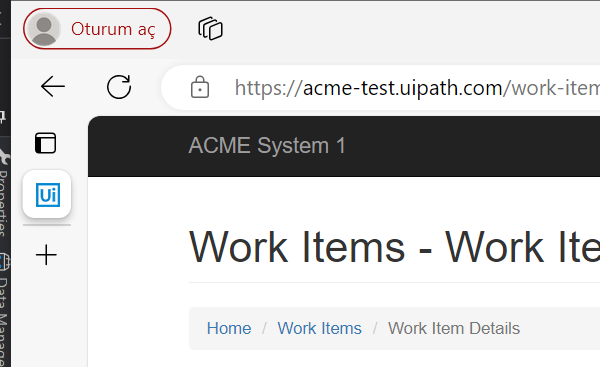 Oturum aç
https://acme-test.uipath.com/work-item
ACME System 1
Ui
Properties
Work Items - Work Ite
Data Manage
Home / Work Items / Work Item Details